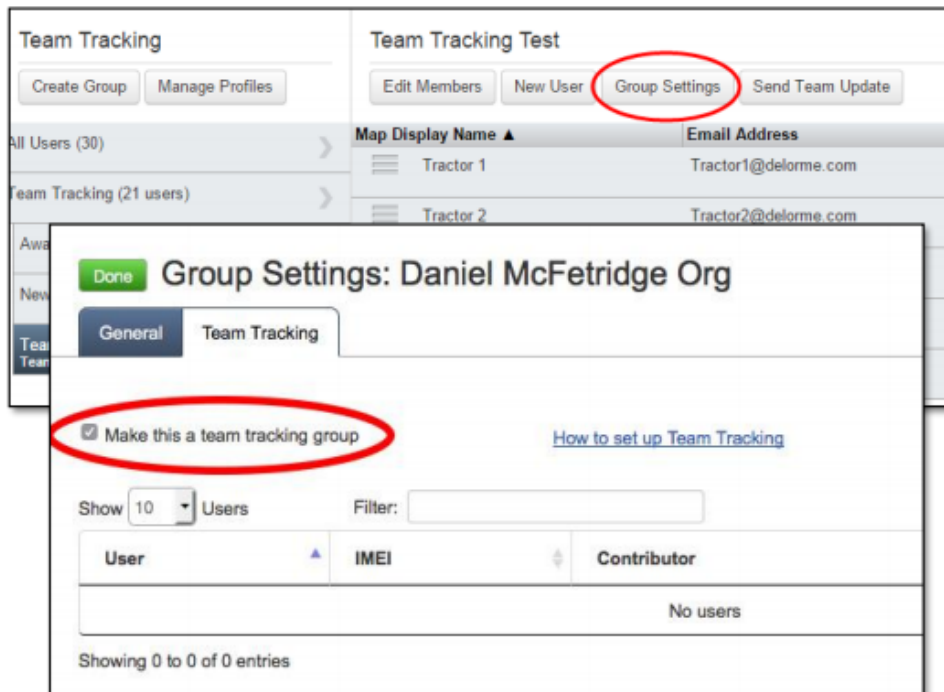 Team Tracking
Team Tracking Test
Create Group Manage Profiles
Edit Members New User Group Settings Send Team Update
Map Display Name ▲ Email Address
All Users (30)
Tractor 1 Tractor1@delorme.com
Team Tracking (21 users)
Tractor 2 Tractor2@delorme.com
Done Group Settings: Daniel McFetridge Org
General Team Tracking
Make this a team tracking group How to set up Team Tracking
Show 10 Users Filter:
User IMEI Contributor
No users
Showing 0 to 0 of 0 entries